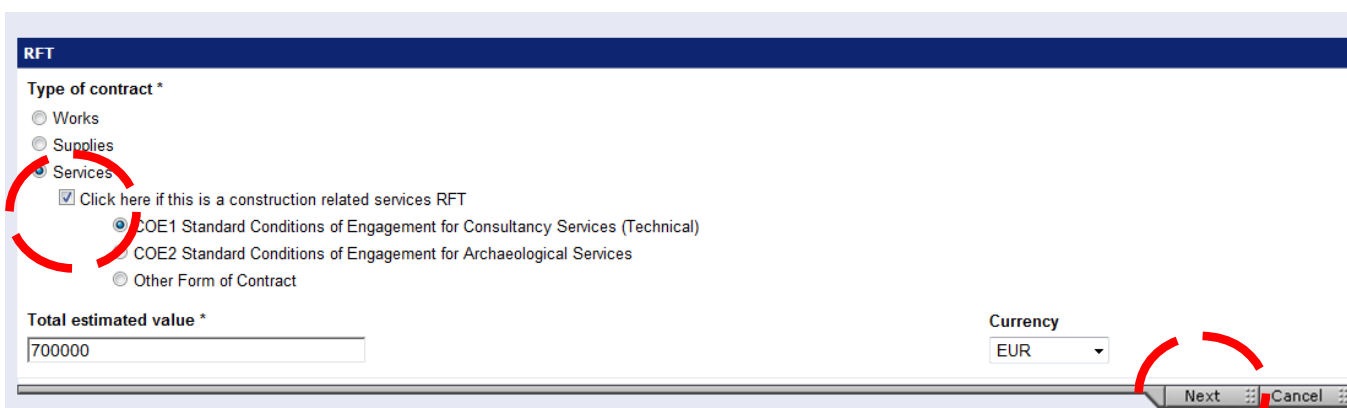 RFT
Type of contract *
Works
Supplies
Services
Click here if this is a construction related services RFT
COE1 Standard Conditions of Engagement for Consultancy Services (Technical)
COE2 Standard Conditions of Engagement for Archaeological Services
Other Form of Contract
Total estimated value * Currency
700000 EUR
Next Cancel